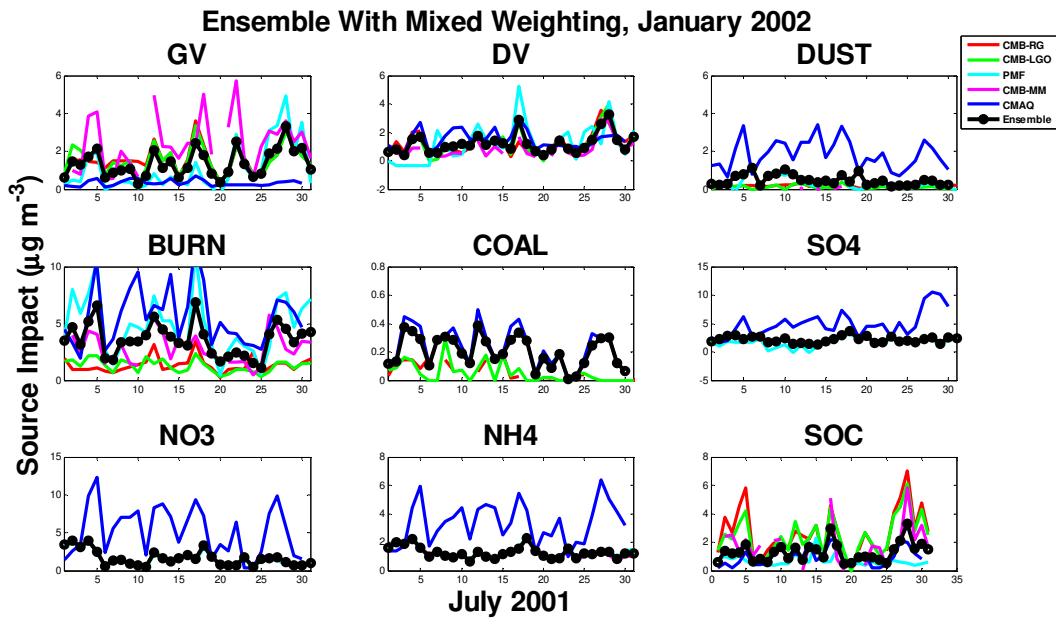 Ensemble With Mixed Weighting, January 2002
GV
DV
DUST
CMB-RG
CMB-LGO
PMF
CMB-MM
CMAQ
Ensemble
6
4
2
0
5 10 15 20 25 30
6
4
2
0
-2
5 10 15 20 25 30
6
4
2
0
5 10 15 20 25 30
Source Impact (µg m-3)
BURN
COAL
SO4
10
5
0
5 10 15 20 25 30
0.8
0.6
0.4
0.2
0
5 10 15 20 25 30
15
10
5
0
-5
5 10 15 20 25 30
NO3
NH4
SOC
15
10
5
0
5 10 15 20 25 30
8
6
4
2
0
5 10 15 20 25 30
8
6
4
2
0
0 5 10 15 20 25 30 35
July 2001